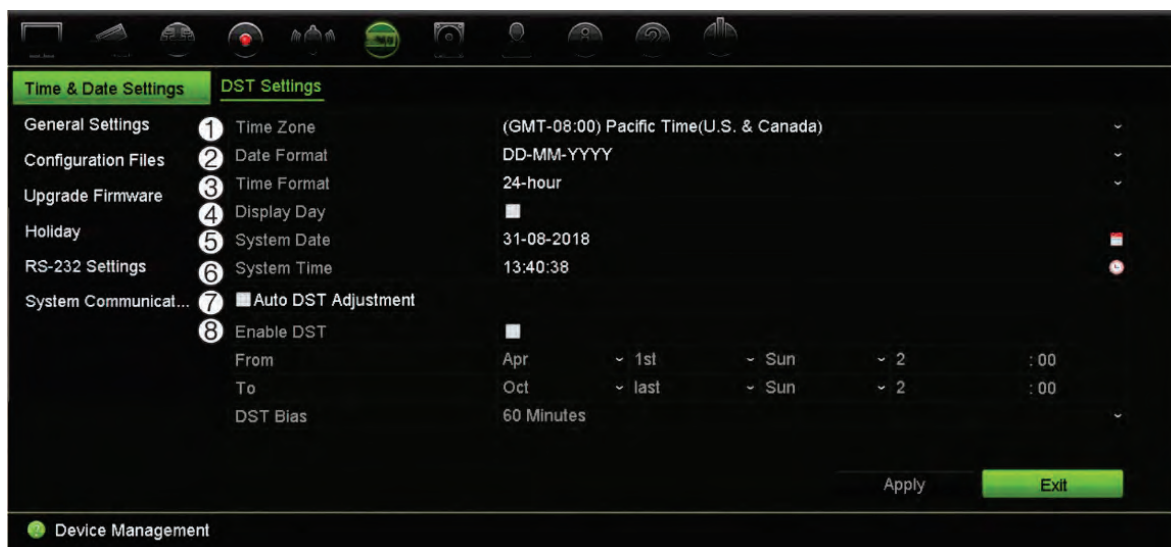 Time & Date Settings DST Settings
General Settings 1 Time Zone (GMT-08:00) Pacific Time(U.S. & Canada)
Configuration Files 2 Date Format DD-MM-YYYY
Upgrade Firmware 3 Time Format 24-hour
4 Display Day
Holiday 5 System Date 31-08-2018
RS-232 Settings 6 System Time 13:40:38
System Communicat... 7 Auto DST Adjustment
8 Enable DST
From Apr 1st Sun 2 : 00
To Oct last Sun 2 : 00
DST Bias 60 Minutes
Apply Exit
? Device Management